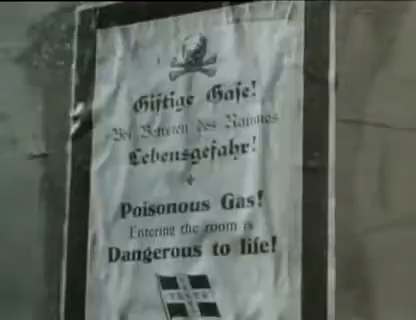 Giftige Gase!
Bei Betreten des Raumes
Lebensgefahr!
Poisonous Gas!
Entering the room is
Dangerous to life!